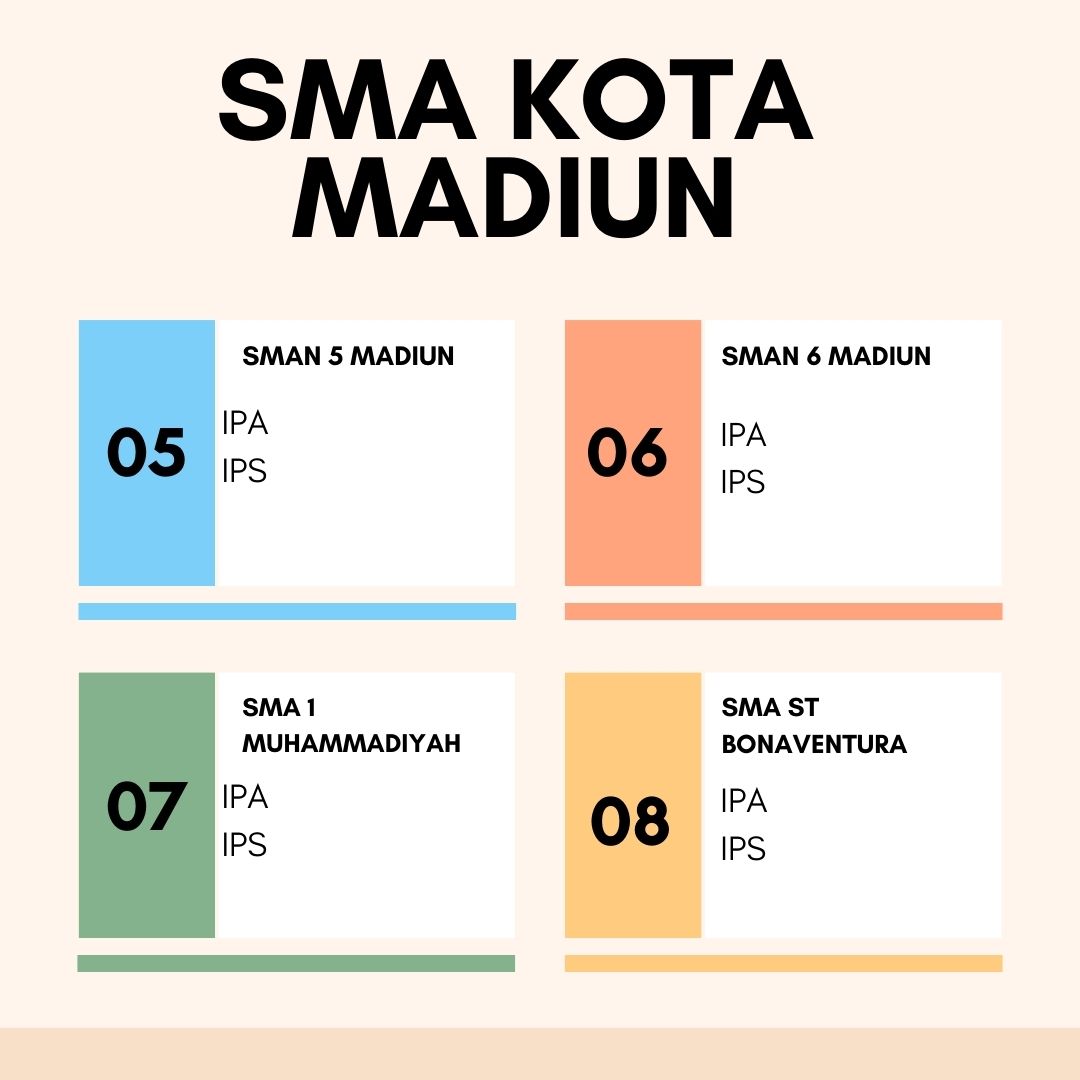 SMA KOTA
MADIUN
05
SMAN 5 MADIUN
IPA
IPS
06
SMAN 6 MADIUN
IPA
IPS
07
SMA 1
MUHAMMADIYAH
IPA
IPS
08
SMA ST
BONAVENTURA
IPA
IPS